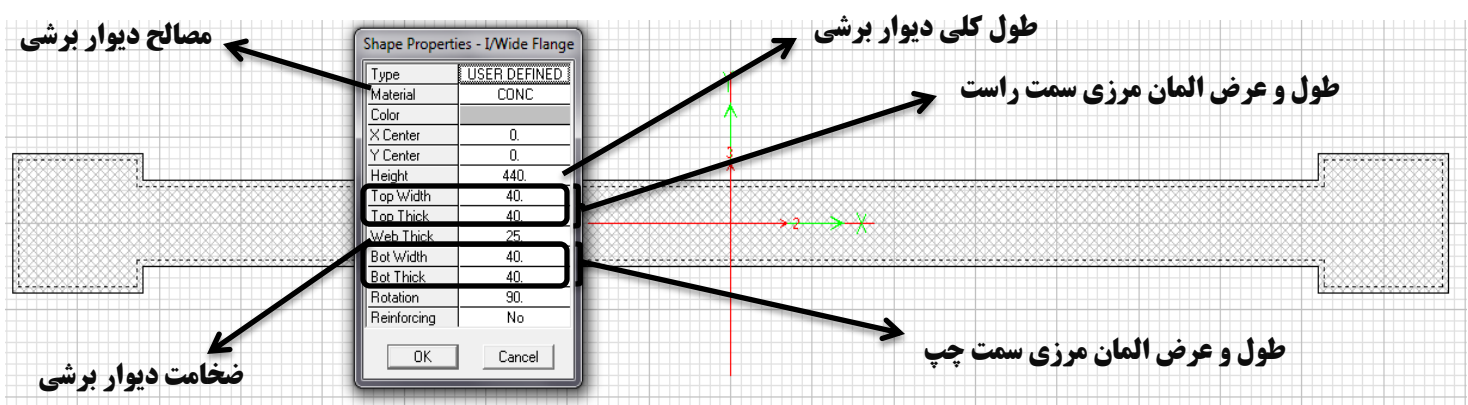 طول کلی دیوار برشی
مصالح دیوار برشی
طول و عرض المان مرزی سمت راست
Shape Properties - I/Wide Flange
Type USER DEFINED
Material CONC
Color
X Center 0.
Y Center 0.
Height 440.
Top Width 40.
Top Thick 40.
Web Thick 25.
Bot Width 40.
Bot Thick 40.
Rotation 90.
Reinforcing No
OK Cancel
Y
3
2 X
طول و عرض المان مرزی سمت چپ
ضخامت دیوار برشی